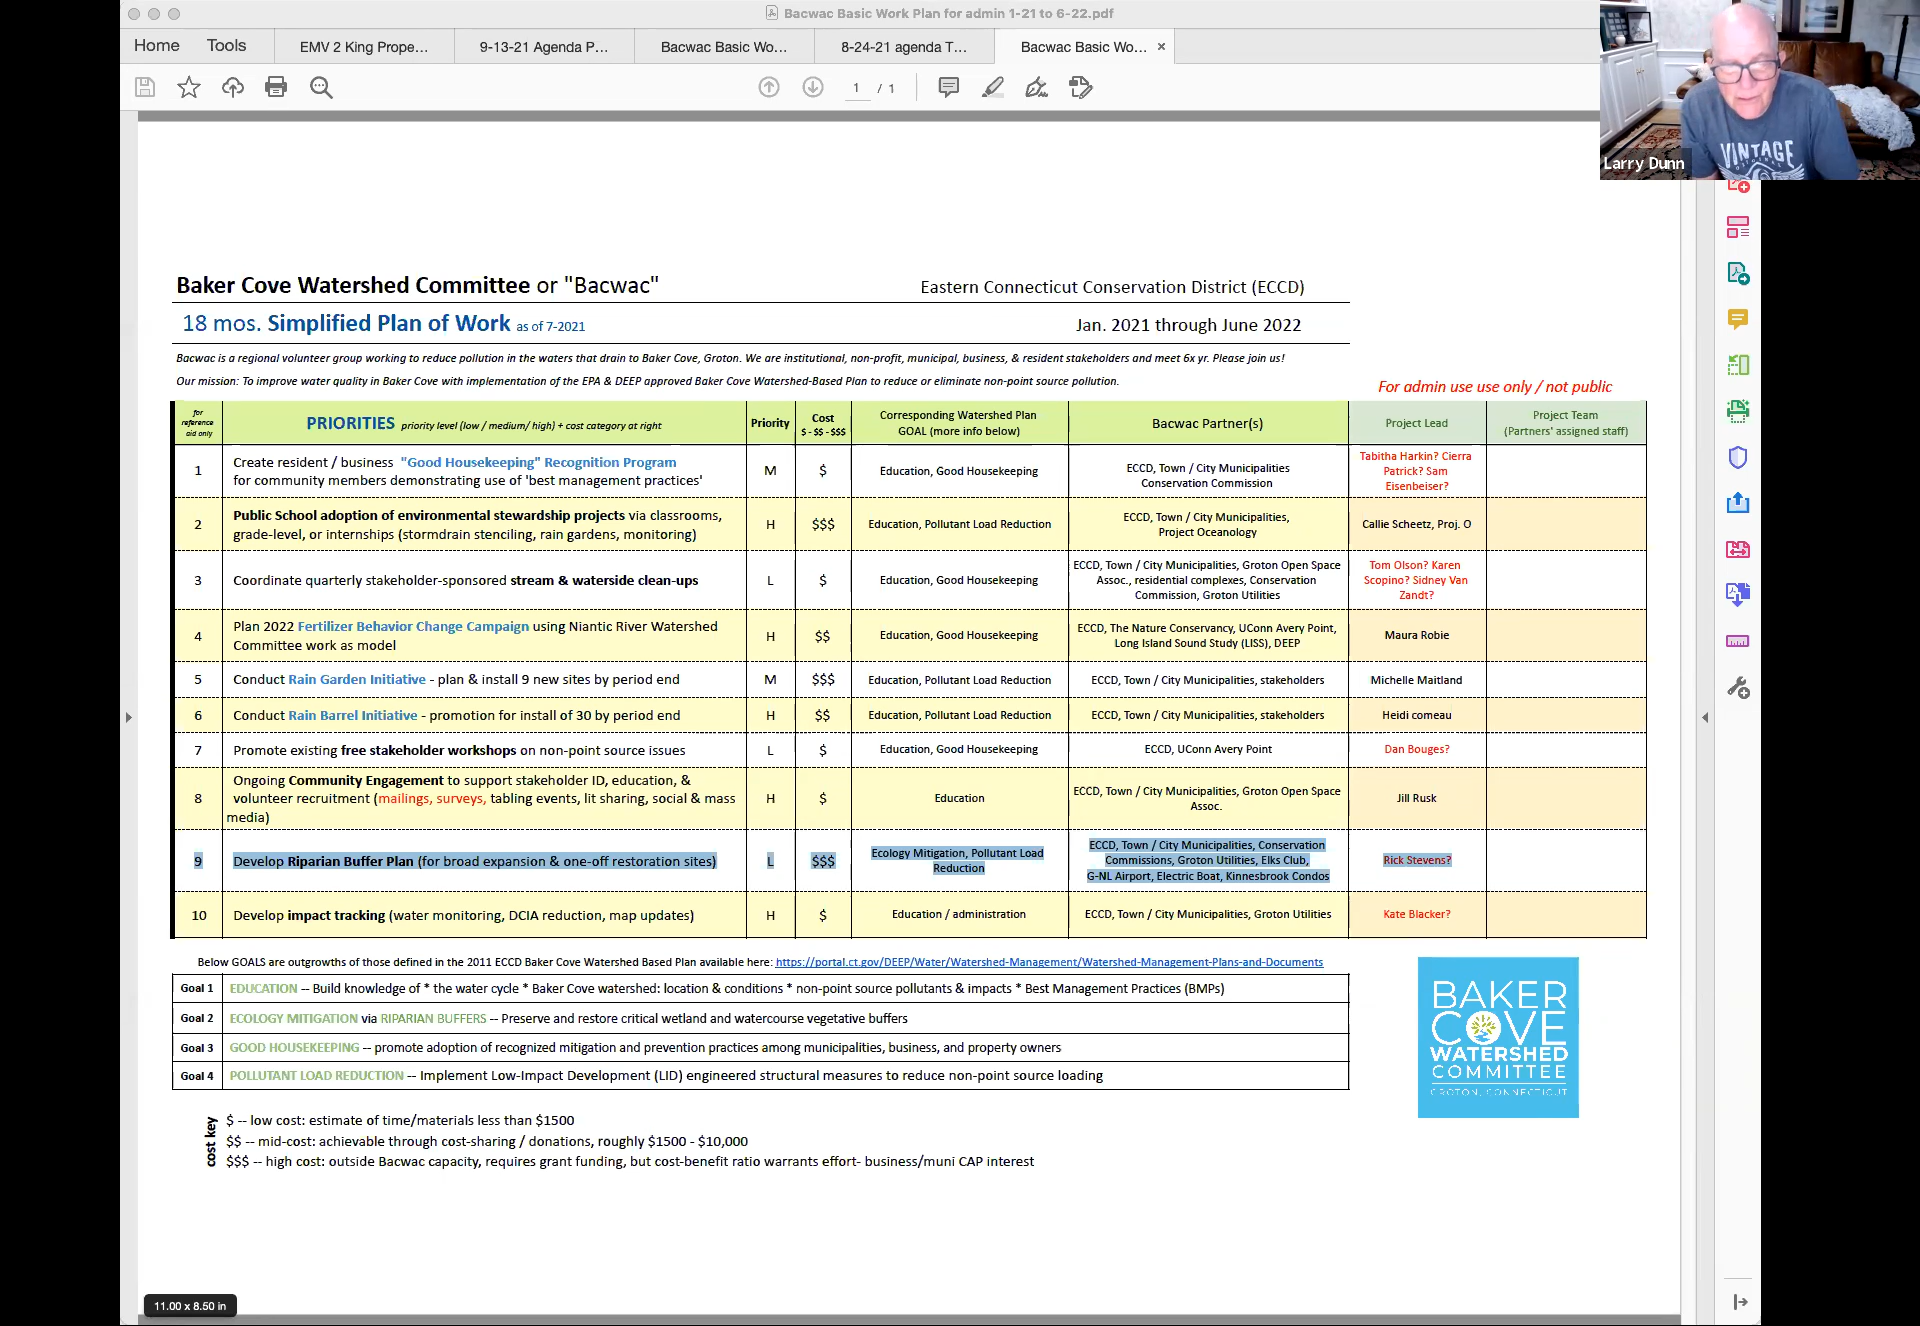 Bacwac Basic Work Plan for admin 1-21 to 6-22.pdf
Home Tools EMV 2 King Prope... 9-13-21 Agenda P... Bacwac Basic Wo... 8-24-21 agenda T... Bacwac Basic Wo... ×
1 / 1
VINTAGE
Larry Dunn
Baker Cove Watershed Committee or "Bacwac" Eastern Connecticut Conservation District (ECCD)
18 mos. Simplified Plan of Work as of 7-2021 Jan. 2021 through June 2022
Bacwac is a regional volunteer group working to reduce pollution in the waters that drain to Baker Cove, Groton. We are institutional, non-profit, municipal, business, & resident stakeholders and meet 6x yr. Please join us!
Our mission: To improve water quality in Baker Cove with implementation of the EPA & DEEP approved Baker Cove Watershed-Based Plan to reduce or eliminate non-point source pollution.
For admin use use only / not public
for
reference
aid only
PRIORITIES priority level (low / medium/ high) + cost category at right
Priority
Cost
$ - $$ - $$$
Corresponding Watershed Plan
GOAL (more info below)
Bacwac Partner(s)
Project Lead
Project Team
(Partners' assigned staff)
1
Create resident / business "Good Housekeeping" Recognition Program
for community members demonstrating use of 'best management practices'
M
$
Education, Good Housekeeping
ECCD, Town / City Municipalities
Conservation Commission
Tabitha Harkin? Cierra
Patrick? Sam
Eisenbeiser?
2
Public School adoption of environmental stewardship projects via classrooms,
grade-level, or internships (stormdrain stenciling, rain gardens, monitoring)
H
$$$
Education, Pollutant Load Reduction
ECCD, Town / City Municipalities,
Project Oceanology
Callie Scheetz, Proj. O
3
Coordinate quarterly stakeholder-sponsored stream & waterside clean-ups
L
$
Education, Good Housekeeping
ECCD, Town / City Municipalities, Groton Open Space
Assoc., residential complexes, Conservation
Commission, Groton Utilities
Tom Olson? Karen
Scopino? Sidney Van
Zandt?
4
Plan 2022 Fertilizer Behavior Change Campaign using Niantic River Watershed
Committee work as model
H
$$
Education, Good Housekeeping
ECCD, The Nature Conservancy, UConn Avery Point,
Long Island Sound Study (LISS), DEEP
Maura Robie
5
Conduct Rain Garden Initiative - plan & install 9 new sites by period end
M
$$$
Education, Pollutant Load Reduction
ECCD, Town / City Municipalities, stakeholders
Michelle Maitland
6
Conduct Rain Barrel Initiative - promotion for install of 30 by period end
H
$$
Education, Pollutant Load Reduction
ECCD, Town / City Municipalities, stakeholders
Heidi comeau
7
Promote existing free stakeholder workshops on non-point source issues
L
$
Education, Good Housekeeping
ECCD, UConn Avery Point
Dan Bouges?
8
Ongoing Community Engagement to support stakeholder ID, education, &
volunteer recruitment (mailings, surveys, tabling events, lit sharing, social & mass
media)
H
$
Education
ECCD, Town / City Municipalities, Groton Open Space
Assoc.
Jill Rusk
9
Develop Riparian Buffer Plan (for broad expansion & one-off restoration sites)
L
$$$
Ecology Mitigation, Pollutant Load
Reduction
ECCD, Town / City Municipalities, Conservation
Commissions, Groton Utilities, Elks Club,
G-NL Airport, Electric Boat, Kinnesbrook Condos
Rick Stevens?
10
Develop impact tracking (water monitoring, DCIA reduction, map updates)
H
$
Education / administration
ECCD, Town / City Municipalities, Groton Utilities
Kate Blacker?
Below GOALS are outgrowths of those defined in the 2011 ECCD Baker Cove Watershed Based Plan available here: https://portal.ct.gov/DEEP/Water/Watershed-Management/Watershed-Management-Plans-and-Documents
Goal 1 EDUCATION -- Build knowledge of * the water cycle * Baker Cove watershed: location & conditions * non-point source pollutants & impacts * Best Management Practices (BMPs)
Goal 2 ECOLOGY MITIGATION via RIPARIAN BUFFERS -- Preserve and restore critical wetland and watercourse vegetative buffers
Goal 3 GOOD HOUSEKEEPING -- promote adoption of recognized mitigation and prevention practices among municipalities, business, and property owners
Goal 4 POLLUTANT LOAD REDUCTION -- Implement Low-Impact Development (LID) engineered structural measures to reduce non-point source loading
BAKER
COVE
WATERSHED
COMMITTEE
GROTON, CONNECTICUT
cost key
$ -- low cost: estimate of time/materials less than $1500
$$ -- mid-cost: achievable through cost-sharing / donations, roughly $1500 - $10,000
$$$ -- high cost: outside Bacwac capacity, requires grant funding, but cost-benefit ratio warrants effort- business/muni CAP interest
11.00 x 8.50 in